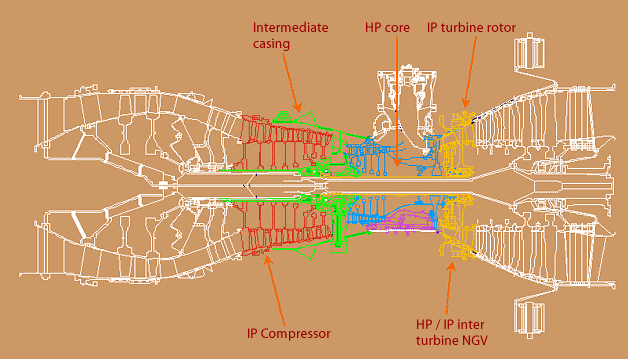 Intermediate
casing
HP core
IP turbine rotor
IP Compressor
HP / IP inter
turbine NGV